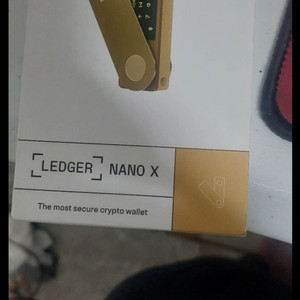 LEDGER NANO X
The most secure crypto wallet